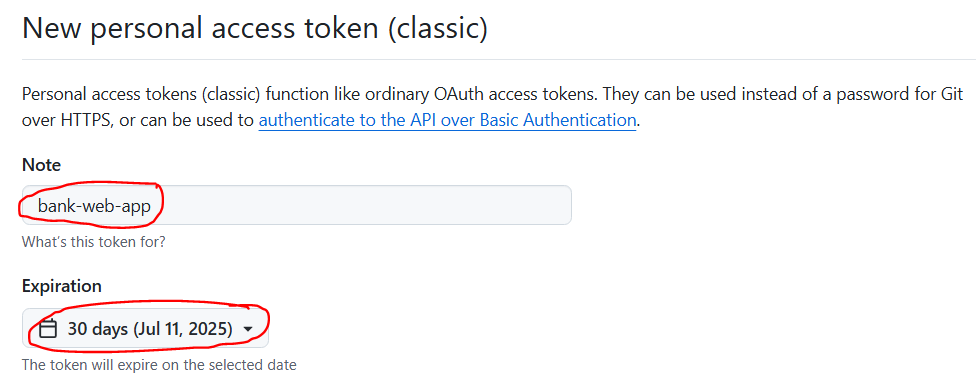 New personal access token (classic)
Personal access tokens (classic) function like ordinary OAuth access tokens. They can be used instead of a password for Git
over HTTPS, or can be used to authenticate to the API over Basic Authentication.
Note
bank-web-app
What's this token for?
Expiration
30 days (Jul 11, 2025)
The token will expire on the selected date